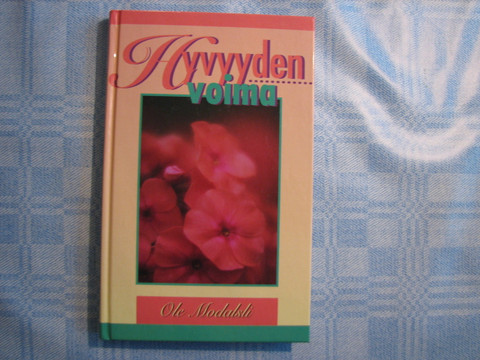 Hyvyyden
voima
Ole Modalsli